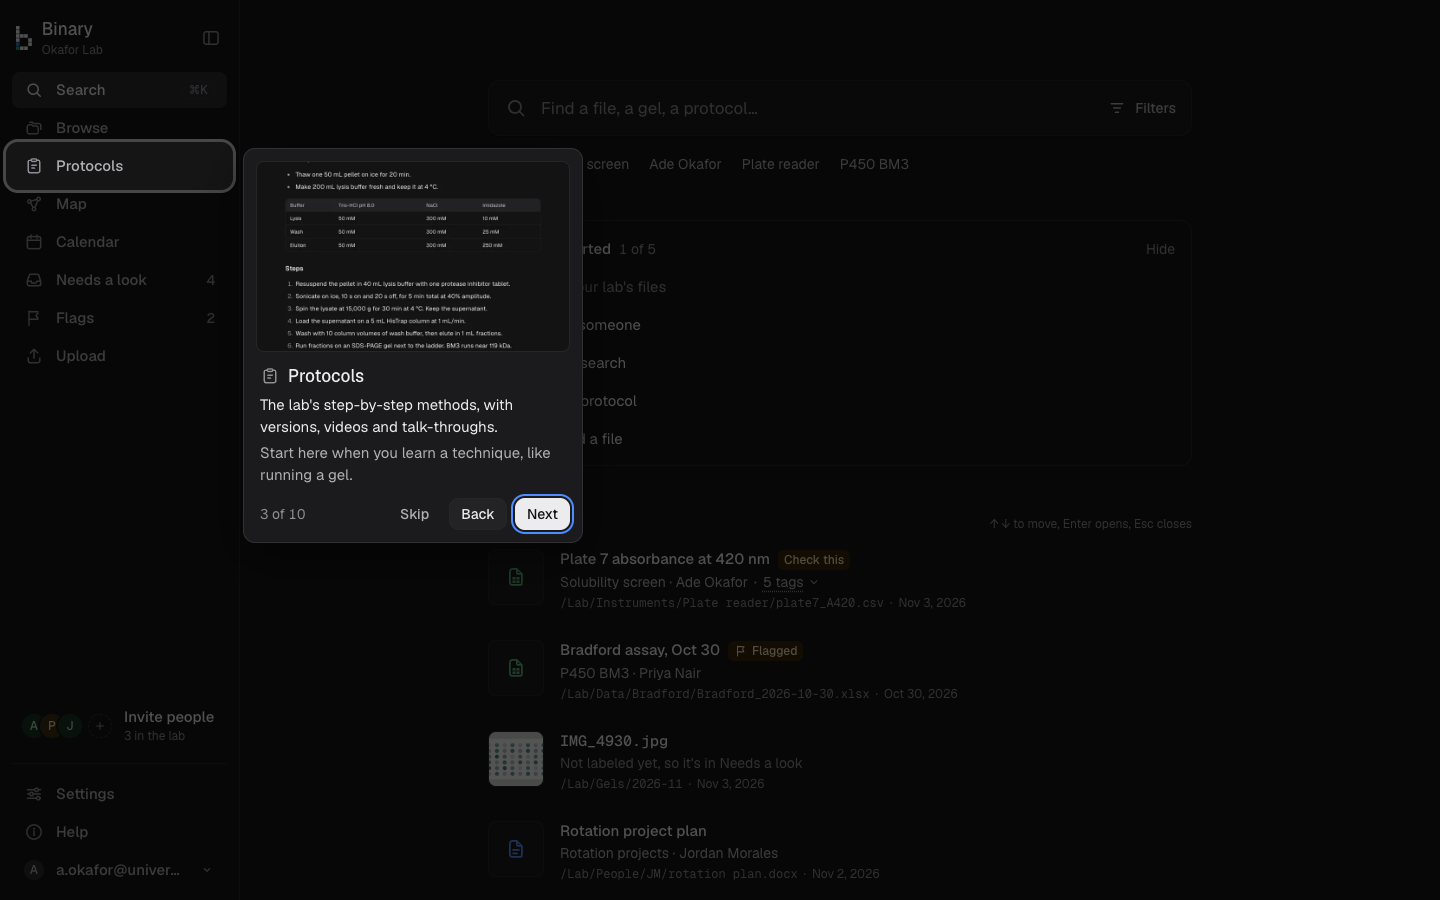 Binary
Okafor Lab
Search ⌘K
Browse
Protocols
Map
Calendar
Needs a look 4
Flags 2
Upload
A P J + Invite people
3 in the lab
Settings
Help
A a.okafor@univer...
Find a file, a gel, a protocol... Filters
screen Ade Okafor Plate reader P450 BM3
1 of 5 Hide
lab's files
someone
search
protocol
a file
Thaw one 50 mL pellet on ice for 20 min.
Make 200 mL lysis buffer fresh and keep it at 4 °C.
Buffer Tris-HCl pH 8.0 NaCl Imidazole
Lysis 50 mM 300 mM 10 mM
Wash 50 mM 300 mM 25 mM
Elution 50 mM 300 mM 250 mM
Steps
1. Resuspend the pellet in 40 mL lysis buffer with one protease inhibitor tablet.
2. Sonicate on ice, 10 s on and 20 s off, for 5 min total at 40% amplitude.
3. Spin the lysate at 15,000 g for 30 min at 4 °C. Keep the supernatant.
4. Load the supernatant on a 5 mL HisTrap column at 1 mL/min.
5. Wash with 10 column volumes of wash buffer, then elute in 1 mL fractions.
6. Run fractions on an SDS-PAGE gel next to the ladder. BM3 runs near 119 kDa.
Protocols
The lab's step-by-step methods, with
versions, videos and talk-throughs.
Start here when you learn a technique, like
running a gel.
3 of 10 Skip Back Next
↑↓ to move, Enter opens, Esc closes
Plate 7 absorbance at 420 nm Check this
Solubility screen · Ade Okafor · 5 tags
/Lab/Instruments/Plate reader/plate7_A420.csv · Nov 3, 2026
Bradford assay, Oct 30 Flagged
P450 BM3 · Priya Nair
/Lab/Data/Bradford/Bradford_2026-10-30.xlsx · Oct 30, 2026
IMG_4930.jpg
Not labeled yet, so it's in Needs a look
/Lab/Gels/2026-11 · Nov 3, 2026
Rotation project plan
Rotation projects · Jordan Morales
/Lab/People/JM/rotation plan.docx · Nov 2, 2026